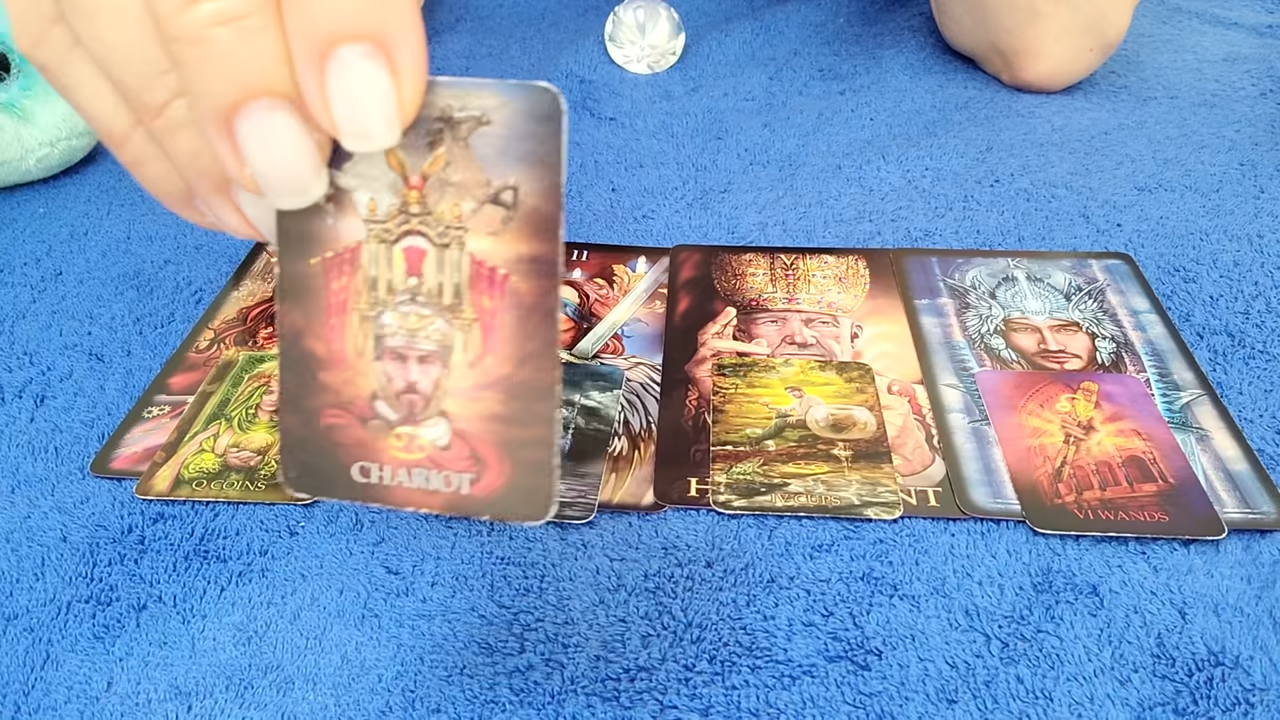 11
K
Q COINS
CHARIOT
IV CUPS
VI WANDS